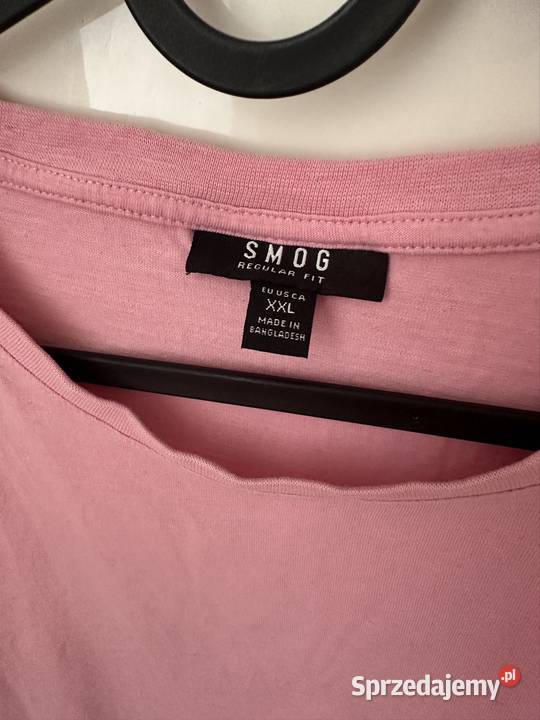 SMOG
REGULAR FIT
EU US CA
XXL
MADE IN
BANGLADESH
Sprzedajemy.pl